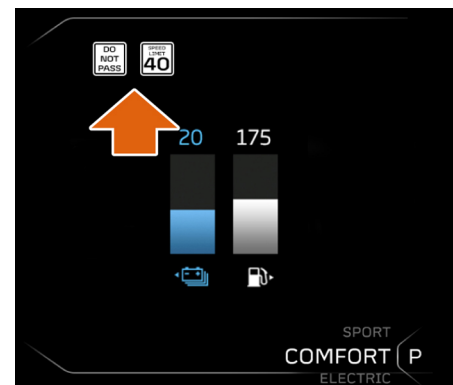 DO
NOT
PASS
SPEED
LIMIT
40
20 175
SPORT
COMFORT P
ELECTRIC